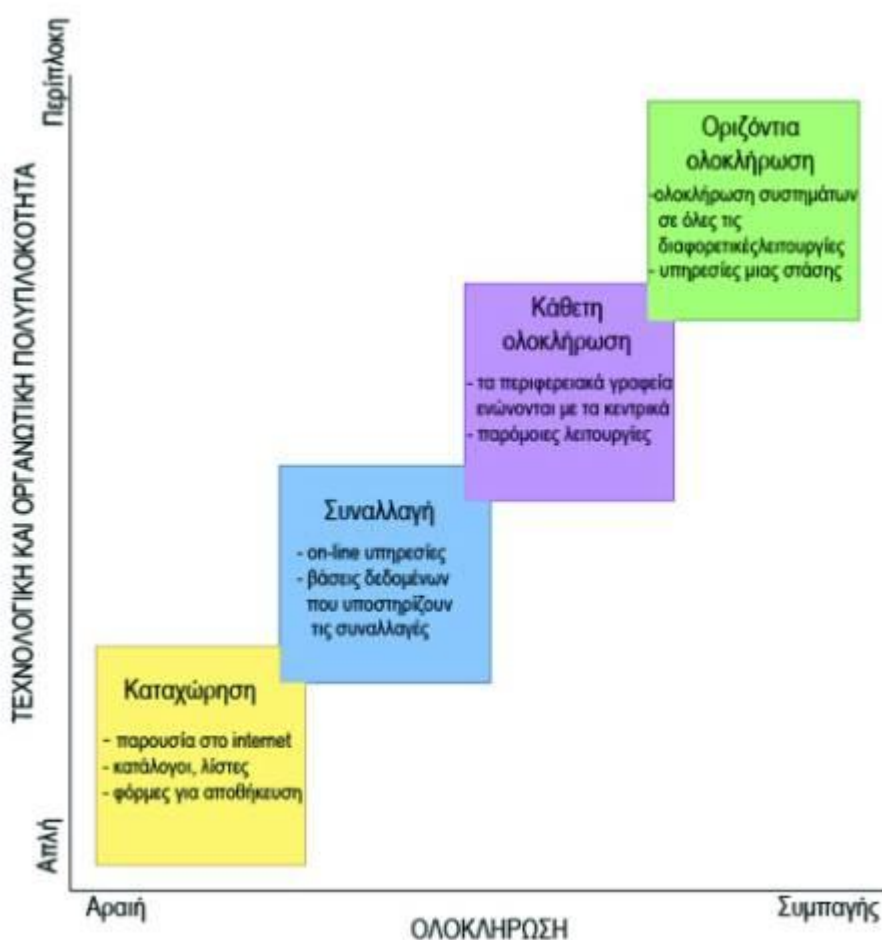 Περίπλοκη
ΤΕΧΝΟΛΟΓΙΚΗ ΚΑΙ ΟΡΓΑΝΩΤΙΚΗ ΠΟΛΥΠΛΟΚΟΤΗΤΑ
Απλή
Οριζόντια
ολοκλήρωση
-ολοκλήρωση συστημάτων
σε όλες τις
διαφορετικέςλειτουργίες
- υπηρεσίες μιας στάσης
Κάθετη
ολοκλήρωση
- τα περιφερειακά γραφεία
ενώνονται με τα κεντρικά
- παρόμοιες λειτουργίες
Συναλλαγή
- on-line υπηρεσίες
- βάσεις δεδομένων
που υποστηρίζουν
τις συναλλαγές
Καταχώρηση
- παρουσία στο internet
- κατάλογοι, λίστες
- φόρμες για αποθήκευση
Αραιή
ΟΛΟΚΛΗΡΩΣΗ
Συμπαγής